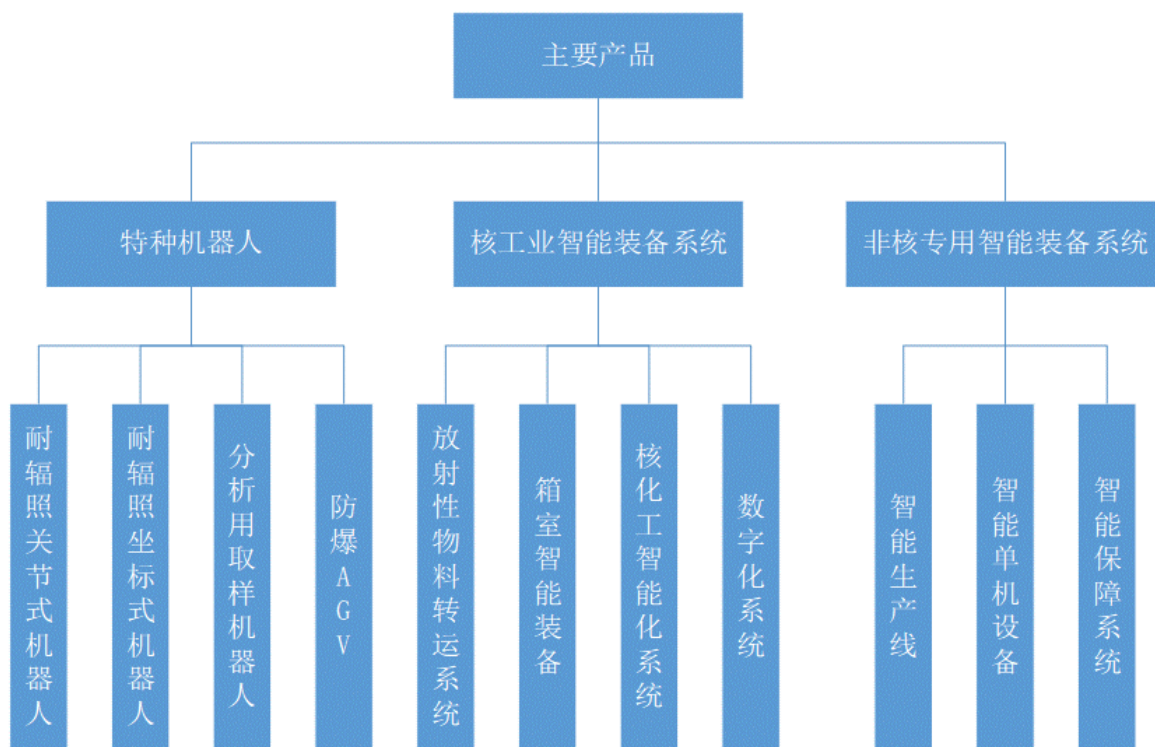 主要产品
特种机器人
核工业智能装备系统
非核专用智能装备系统
耐辐照关节式机器人
耐辐照坐标式机器人
分析用取样机器人
防爆AGV
放射性物料转运系统
箱室智能装备
核化工智能化系统
数字化系统
智能生产线
智能单机设备
智能保障系统